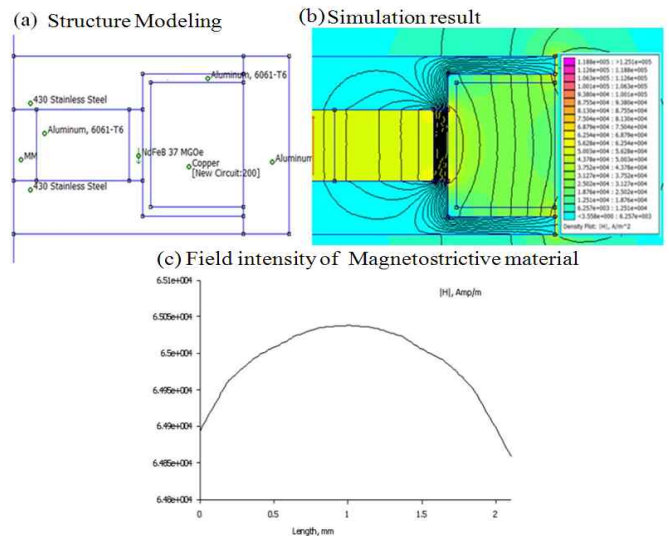 (a) Structure Modeling
(b) Simulation result
Aluminum, 6061-T6
430 Stainless Steel
Aluminum, 6061-T6
MM
NdFeB 37 MGOe
Copper
[New Circuit:200]
Aluminum
430 Stainless Steel
1.188e+005 : >1.251e+005
1.126e+005 : 1.188e+005
1.063e+005 : 1.126e+005
1.001e+005 : 1.063e+005
9.380e+004 : 1.001e+005
8.755e+004 : 9.380e+004
8.130e+004 : 8.755e+004
7.504e+004 : 8.130e+004
6.879e+004 : 7.504e+004
6.254e+004 : 6.879e+004
5.628e+004 : 6.254e+004
5.003e+004 : 5.628e+004
4.378e+004 : 5.003e+004
3.752e+004 : 4.378e+004
3.127e+004 : 3.752e+004
2.502e+004 : 3.127e+004
1.876e+004 : 2.502e+004
1.251e+004 : 1.876e+004
6.257e+003 : 1.251e+004
<3.558e+000 : 6.257e+003
Density Plot: |H|, A/m^2
(c) Field intensity of Magnetostrictive material
6.51e+004
|H|, Amp/m
6.505e+004
6.5e+004
6.495e+004
6.49e+004
6.485e+004
6.48e+004
0 0.5 1 1.5 2
Length, mm